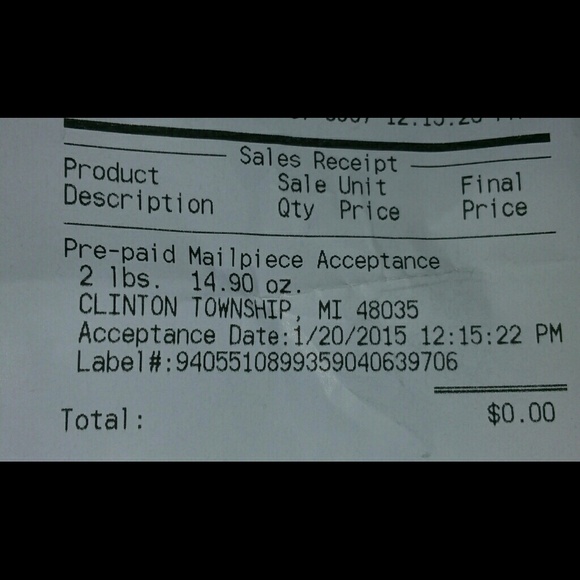 Sales Receipt
Product Sale Unit Final
Description Qty Price Price
Pre-paid Mailpiece Acceptance
2 lbs. 14.90 oz.
CLINTON TOWNSHIP, MI 48035
Acceptance Date:1/20/2015 12:15:22 PM
Label#:9405510899359040639706
Total: $0.00